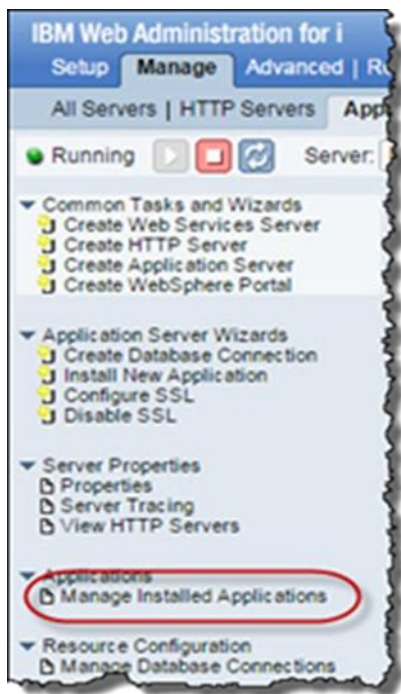 IBM Web Administration for i
Setup Manage Advanced |
All Servers | HTTP Servers
Running Server:
Common Tasks and Wizards
Create Web Services Server
Create HTTP Server
Create Application Server
Create WebSphere Portal
Application Server Wizards
Create Database Connection
Install New Application
Configure SSL
Disable SSL
Server Properties
Properties
Server Tracing
View HTTP Servers
Applications
Manage Installed Applications
Resource Configuration
Manage Database Connections